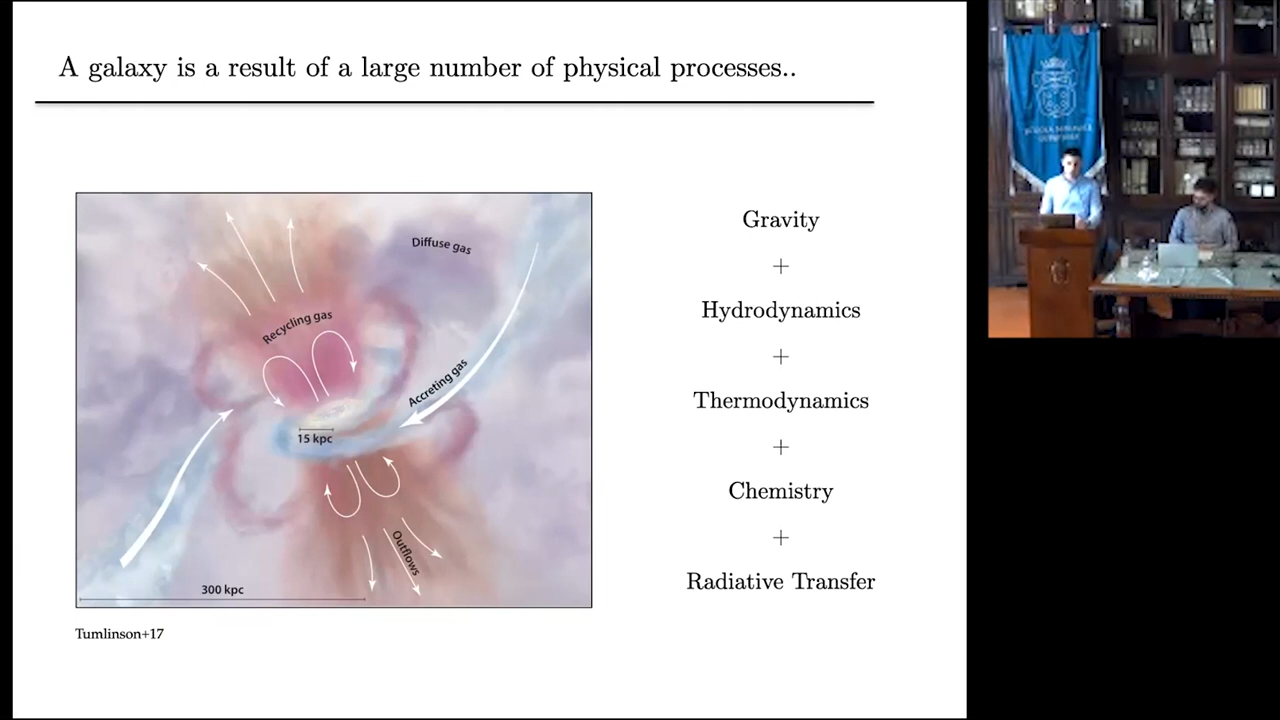 A galaxy is a result of a large number of physical processes..
Diffuse gas
Recycling gas
Accreting gas
15 kpc
Outflows
300 kpc
Tumlinson+17
Gravity
+
Hydrodynamics
+
Thermodynamics
+
Chemistry
+
Radiative Transfer